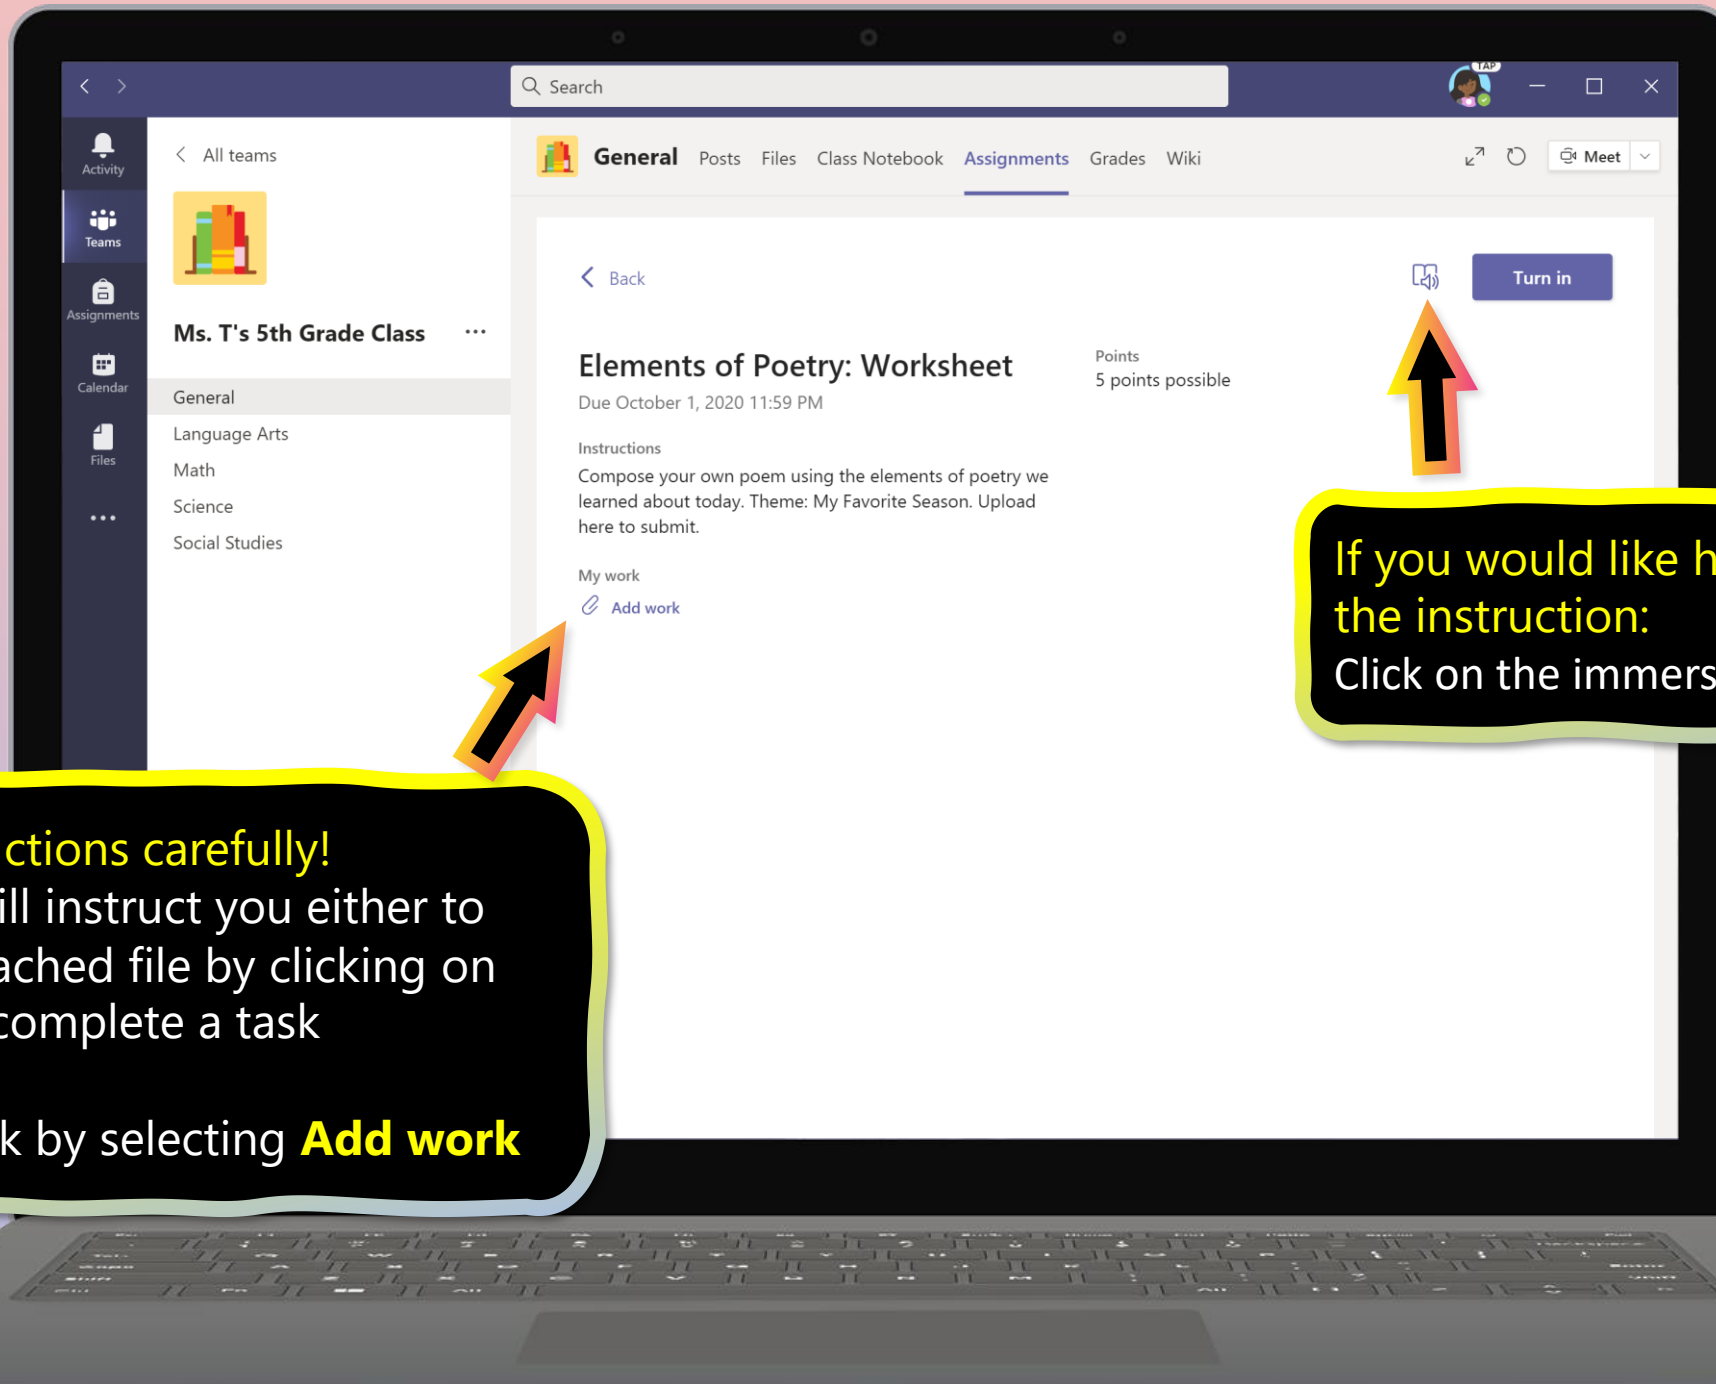 Search
TAP
Activity
Teams
Assignments
Calendar
Files
All teams
Ms. T's 5th Grade Class
General
Language Arts
Math
Science
Social Studies
General Posts Files Class Notebook Assignments Grades Wiki
Meet
Back
Turn in
Elements of Poetry: Worksheet
Due October 1, 2020 11:59 PM
Points
5 points possible
Instructions
Compose your own poem using the elements of poetry we
learned about today. Theme: My Favorite Season. Upload
here to submit.
My work
Add work
If you would like h
the instruction:
Click on the immers
ctions carefully!
ill instruct you either to
ached file by clicking on
complete a task
k by selecting Add work